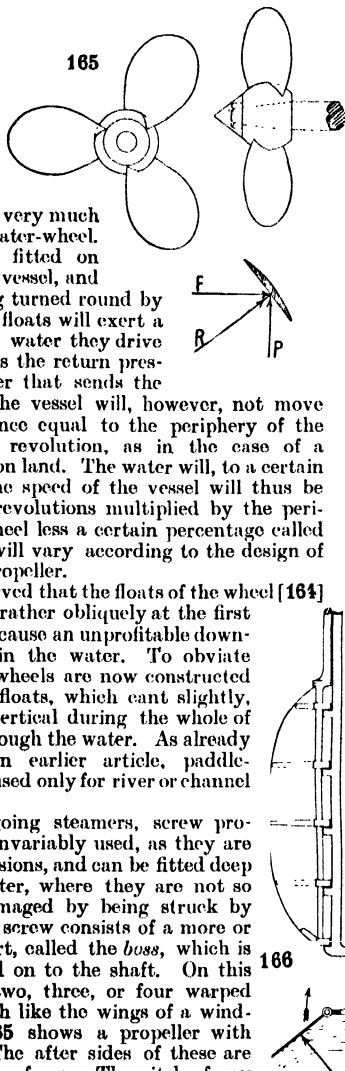 165
very much
ater-wheel.
fitted on
vessel, and
g turned round by
floats will exert a
water they drive
s the return pres-
er that sends the
he vessel will, however, not move
nce equal to the periphery of the
revolution, as in the case of a
on land. The water will, to a certain
he speed of the vessel will thus be
revolutions multiplied by the peri-
heel less a certain percentage called
will vary according to the design of
ropeller.
F
R
P
ved that the floats of the wheel [164]
rather obliquely at the first
cause an unprofitable down-
in the water. To obviate
wheels are now constructed
floats, which cant slightly,
ertical during the whole of
ough the water. As already
n earlier article, paddle-
used only for river or channel
going steamers, screw pro-
nvariably used, as they are
sions, and can be fitted deep
ter, where they are not so
maged by being struck by
screw consists of a more or
rt, called the boss, which is
d on to the shaft. On this
two, three, or four warped
h like the wings of a wind-
65 shows a propeller with
The after sides of these are
166